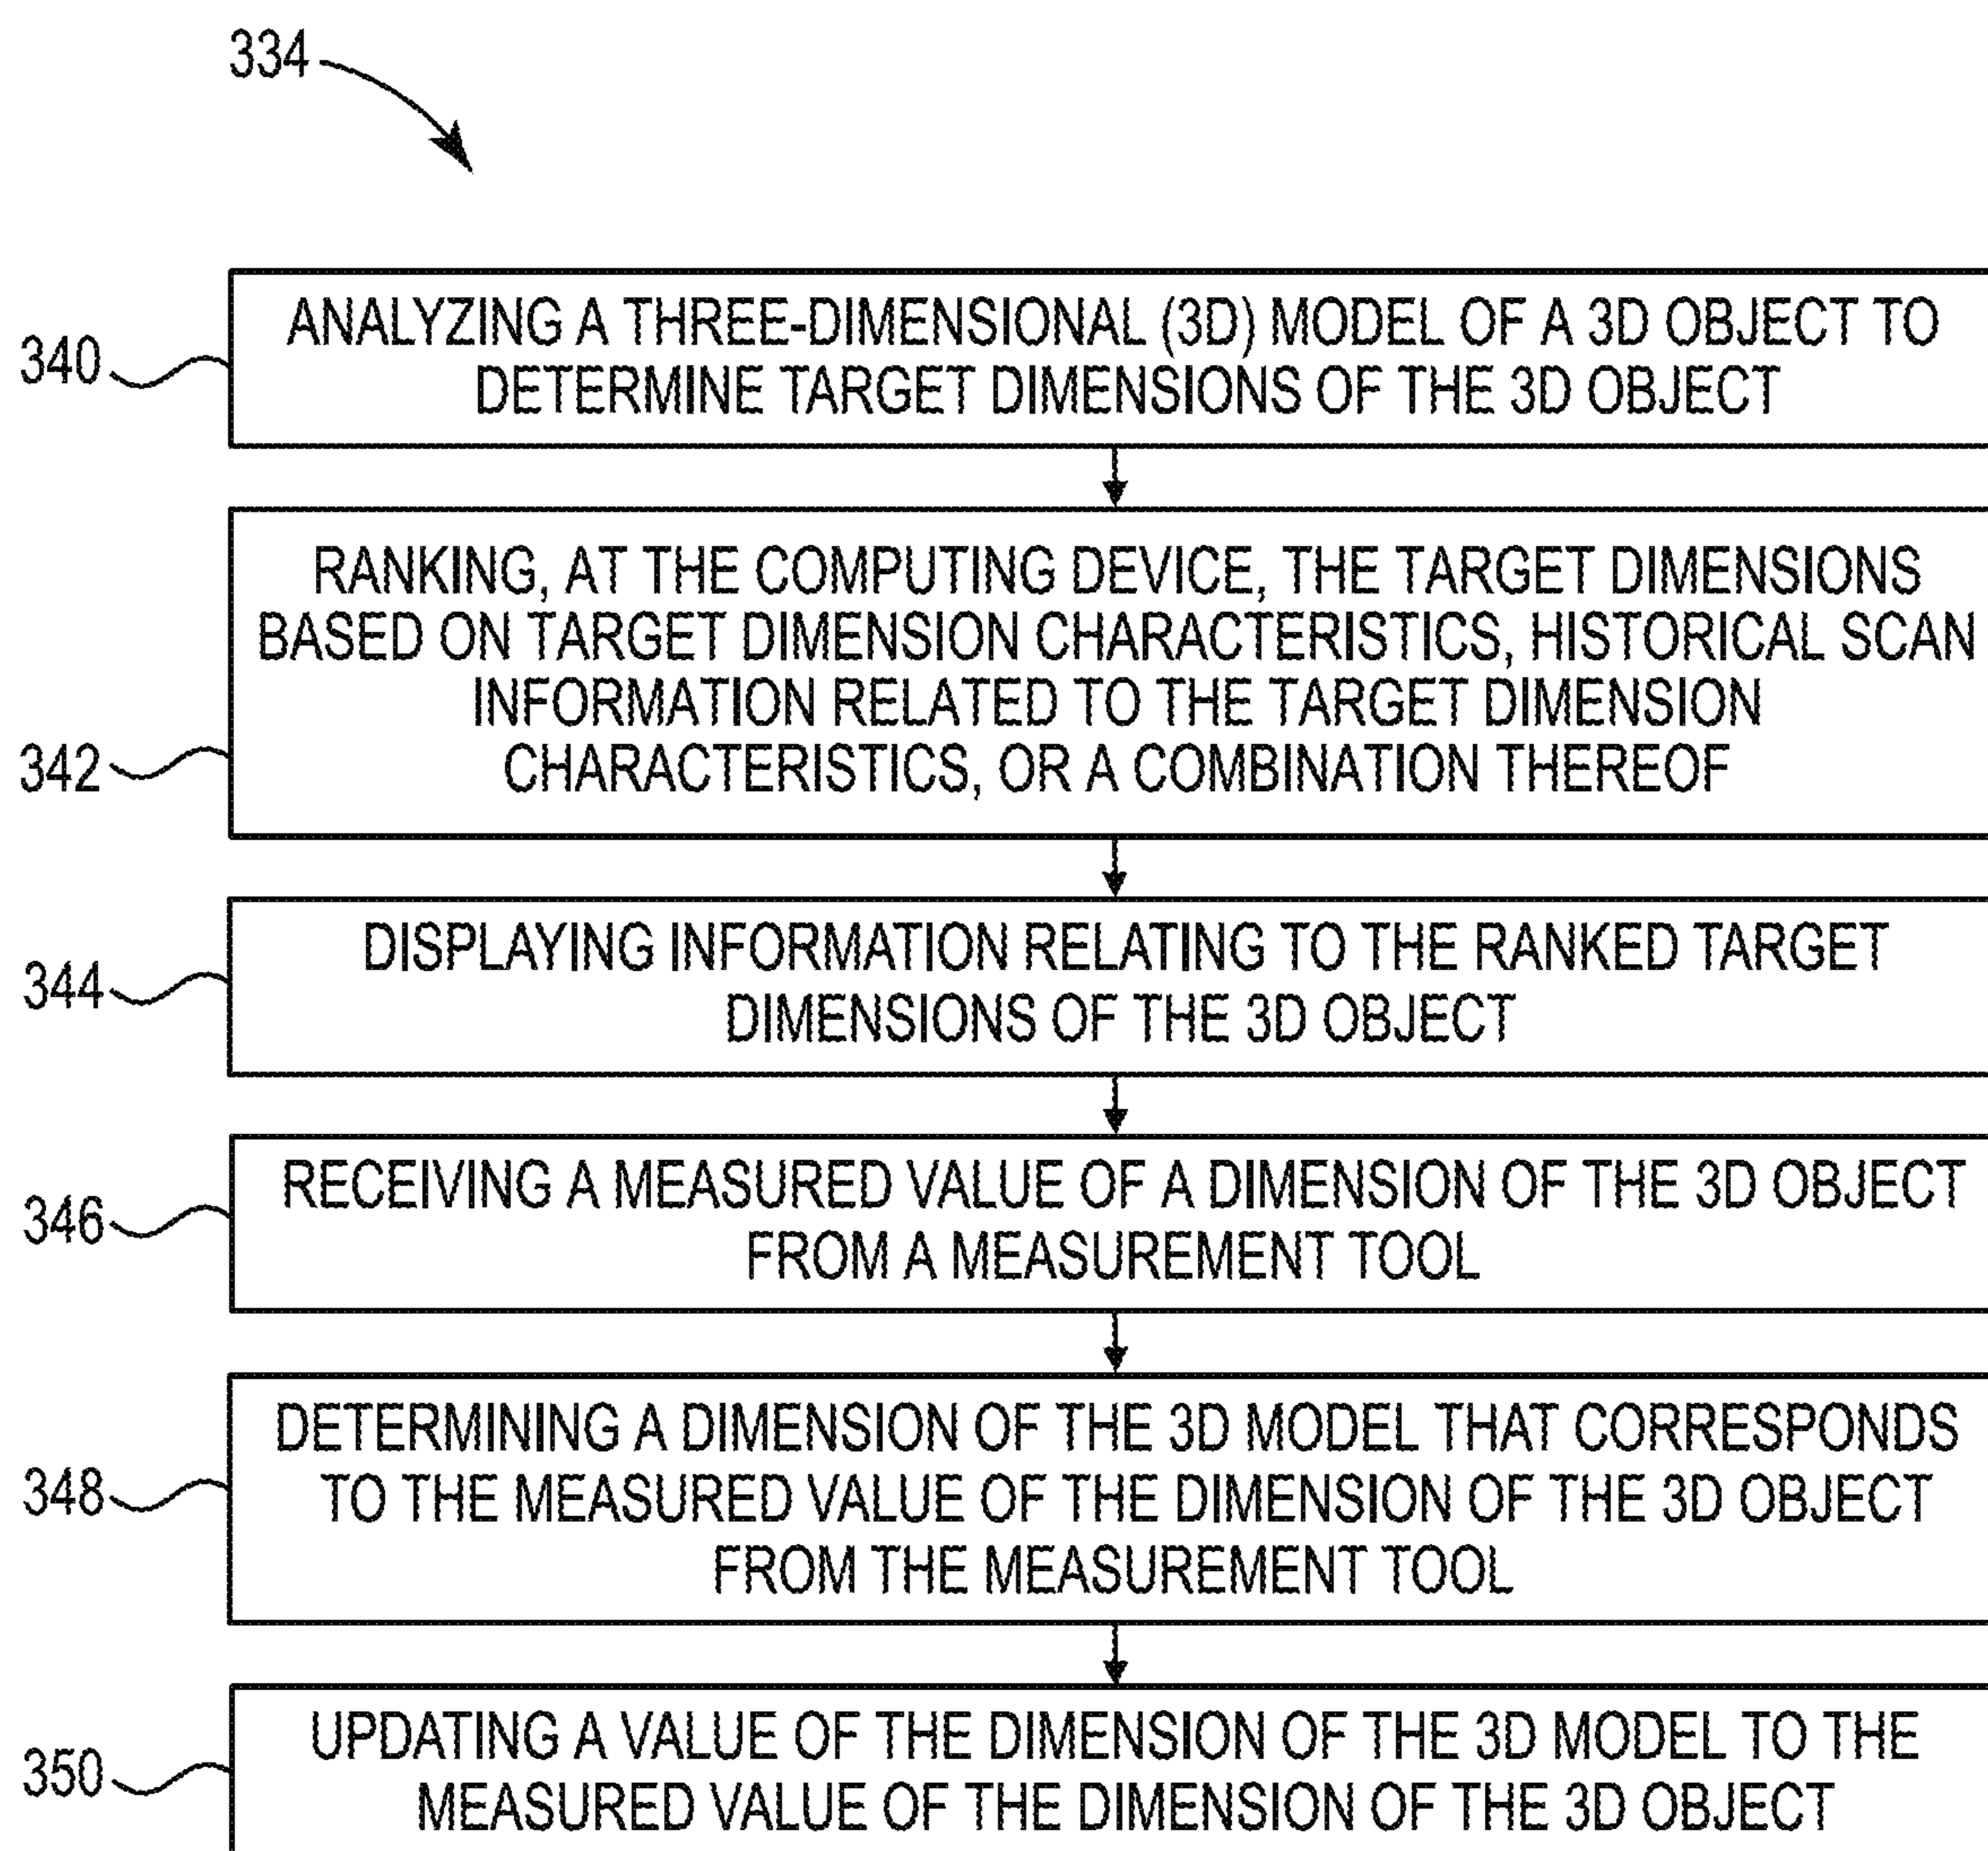 334
340
ANALYZING A THREE-DIMENSIONAL (3D) MODEL OF A 3D OBJECT TO
DETERMINE TARGET DIMENSIONS OF THE 3D OBJECT
342
RANKING, AT THE COMPUTING DEVICE, THE TARGET DIMENSIONS
BASED ON TARGET DIMENSION CHARACTERISTICS, HISTORICAL SCAN
INFORMATION RELATED TO THE TARGET DIMENSION
CHARACTERISTICS, OR A COMBINATION THEREOF
344
DISPLAYING INFORMATION RELATING TO THE RANKED TARGET
DIMENSIONS OF THE 3D OBJECT
346
RECEIVING A MEASURED VALUE OF A DIMENSION OF THE 3D OBJECT
FROM A MEASUREMENT TOOL
348
DETERMINING A DIMENSION OF THE 3D MODEL THAT CORRESPONDS
TO THE MEASURED VALUE OF THE DIMENSION OF THE 3D OBJECT
FROM THE MEASUREMENT TOOL
350
UPDATING A VALUE OF THE DIMENSION OF THE 3D MODEL TO THE
MEASURED VALUE OF THE DIMENSION OF THE 3D OBJECT